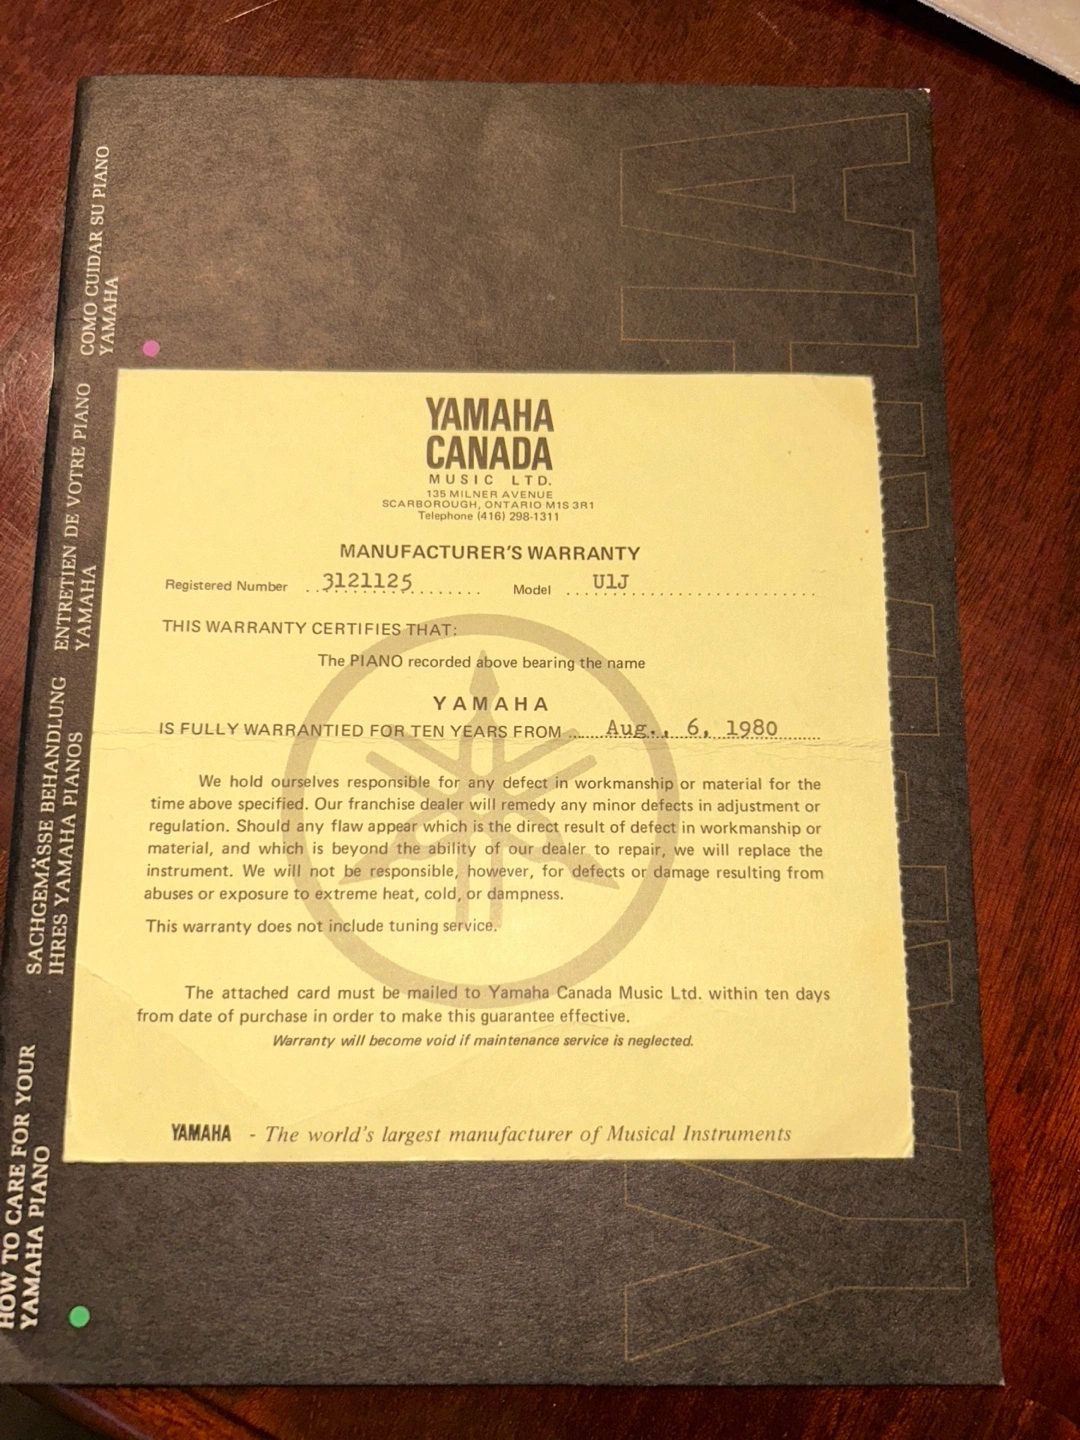 COMO CUIDAR SU PIANO
YAMAHA
ENTRETIEN DE VOTRE PIANO
YAMAHA
SACHGEMÄSSE BEHANDLUNG
IHRES YAMAHA PIANOS
HOW TO CARE FOR YOUR
YAMAHA PIANO
YAMAHA
YAMAHA
CANADA
MUSIC LTD.
135 MILNER AVENUE
SCARBOROUGH, ONTARIO M1S 3R1
Telephone (416) 298-1311
MANUFACTURER'S WARRANTY
Registered Number 3121125 Model U1J
THIS WARRANTY CERTIFIES THAT:
The PIANO recorded above bearing the name
YAMAHA
IS FULLY WARRANTIED FOR TEN YEARS FROM Aug., 6, 1980
We hold ourselves responsible for any defect in workmanship or material for the
time above specified. Our franchise dealer will remedy any minor defects in adjustment or
regulation. Should any flaw appear which is the direct result of defect in workmanship or
material, and which is beyond the ability of our dealer to repair, we will replace the
instrument. We will not be responsible, however, for defects or damage resulting from
abuses or exposure to extreme heat, cold, or dampness.
This warranty does not include tuning service.
The attached card must be mailed to Yamaha Canada Music Ltd. within ten days
from date of purchase in order to make this guarantee effective.
Warranty will become void if maintenance service is neglected.
YAMAHA - The world's largest manufacturer of Musical Instruments